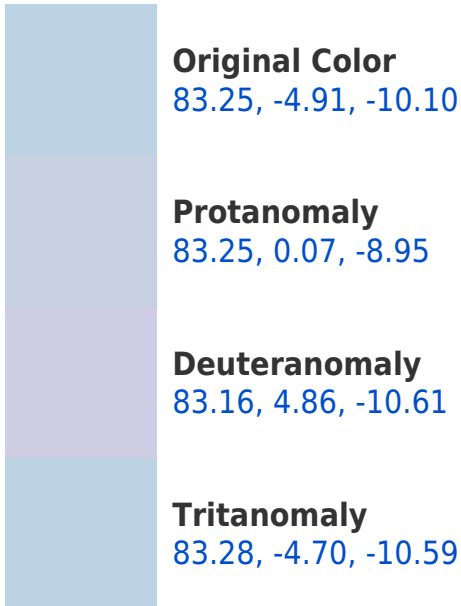 Original Color
83.25, -4.91, -10.10
Protanomaly
83.25, 0.07, -8.95
Deuteranomaly
83.16, 4.86, -10.61
Tritanomaly
83.28, -4.70, -10.59